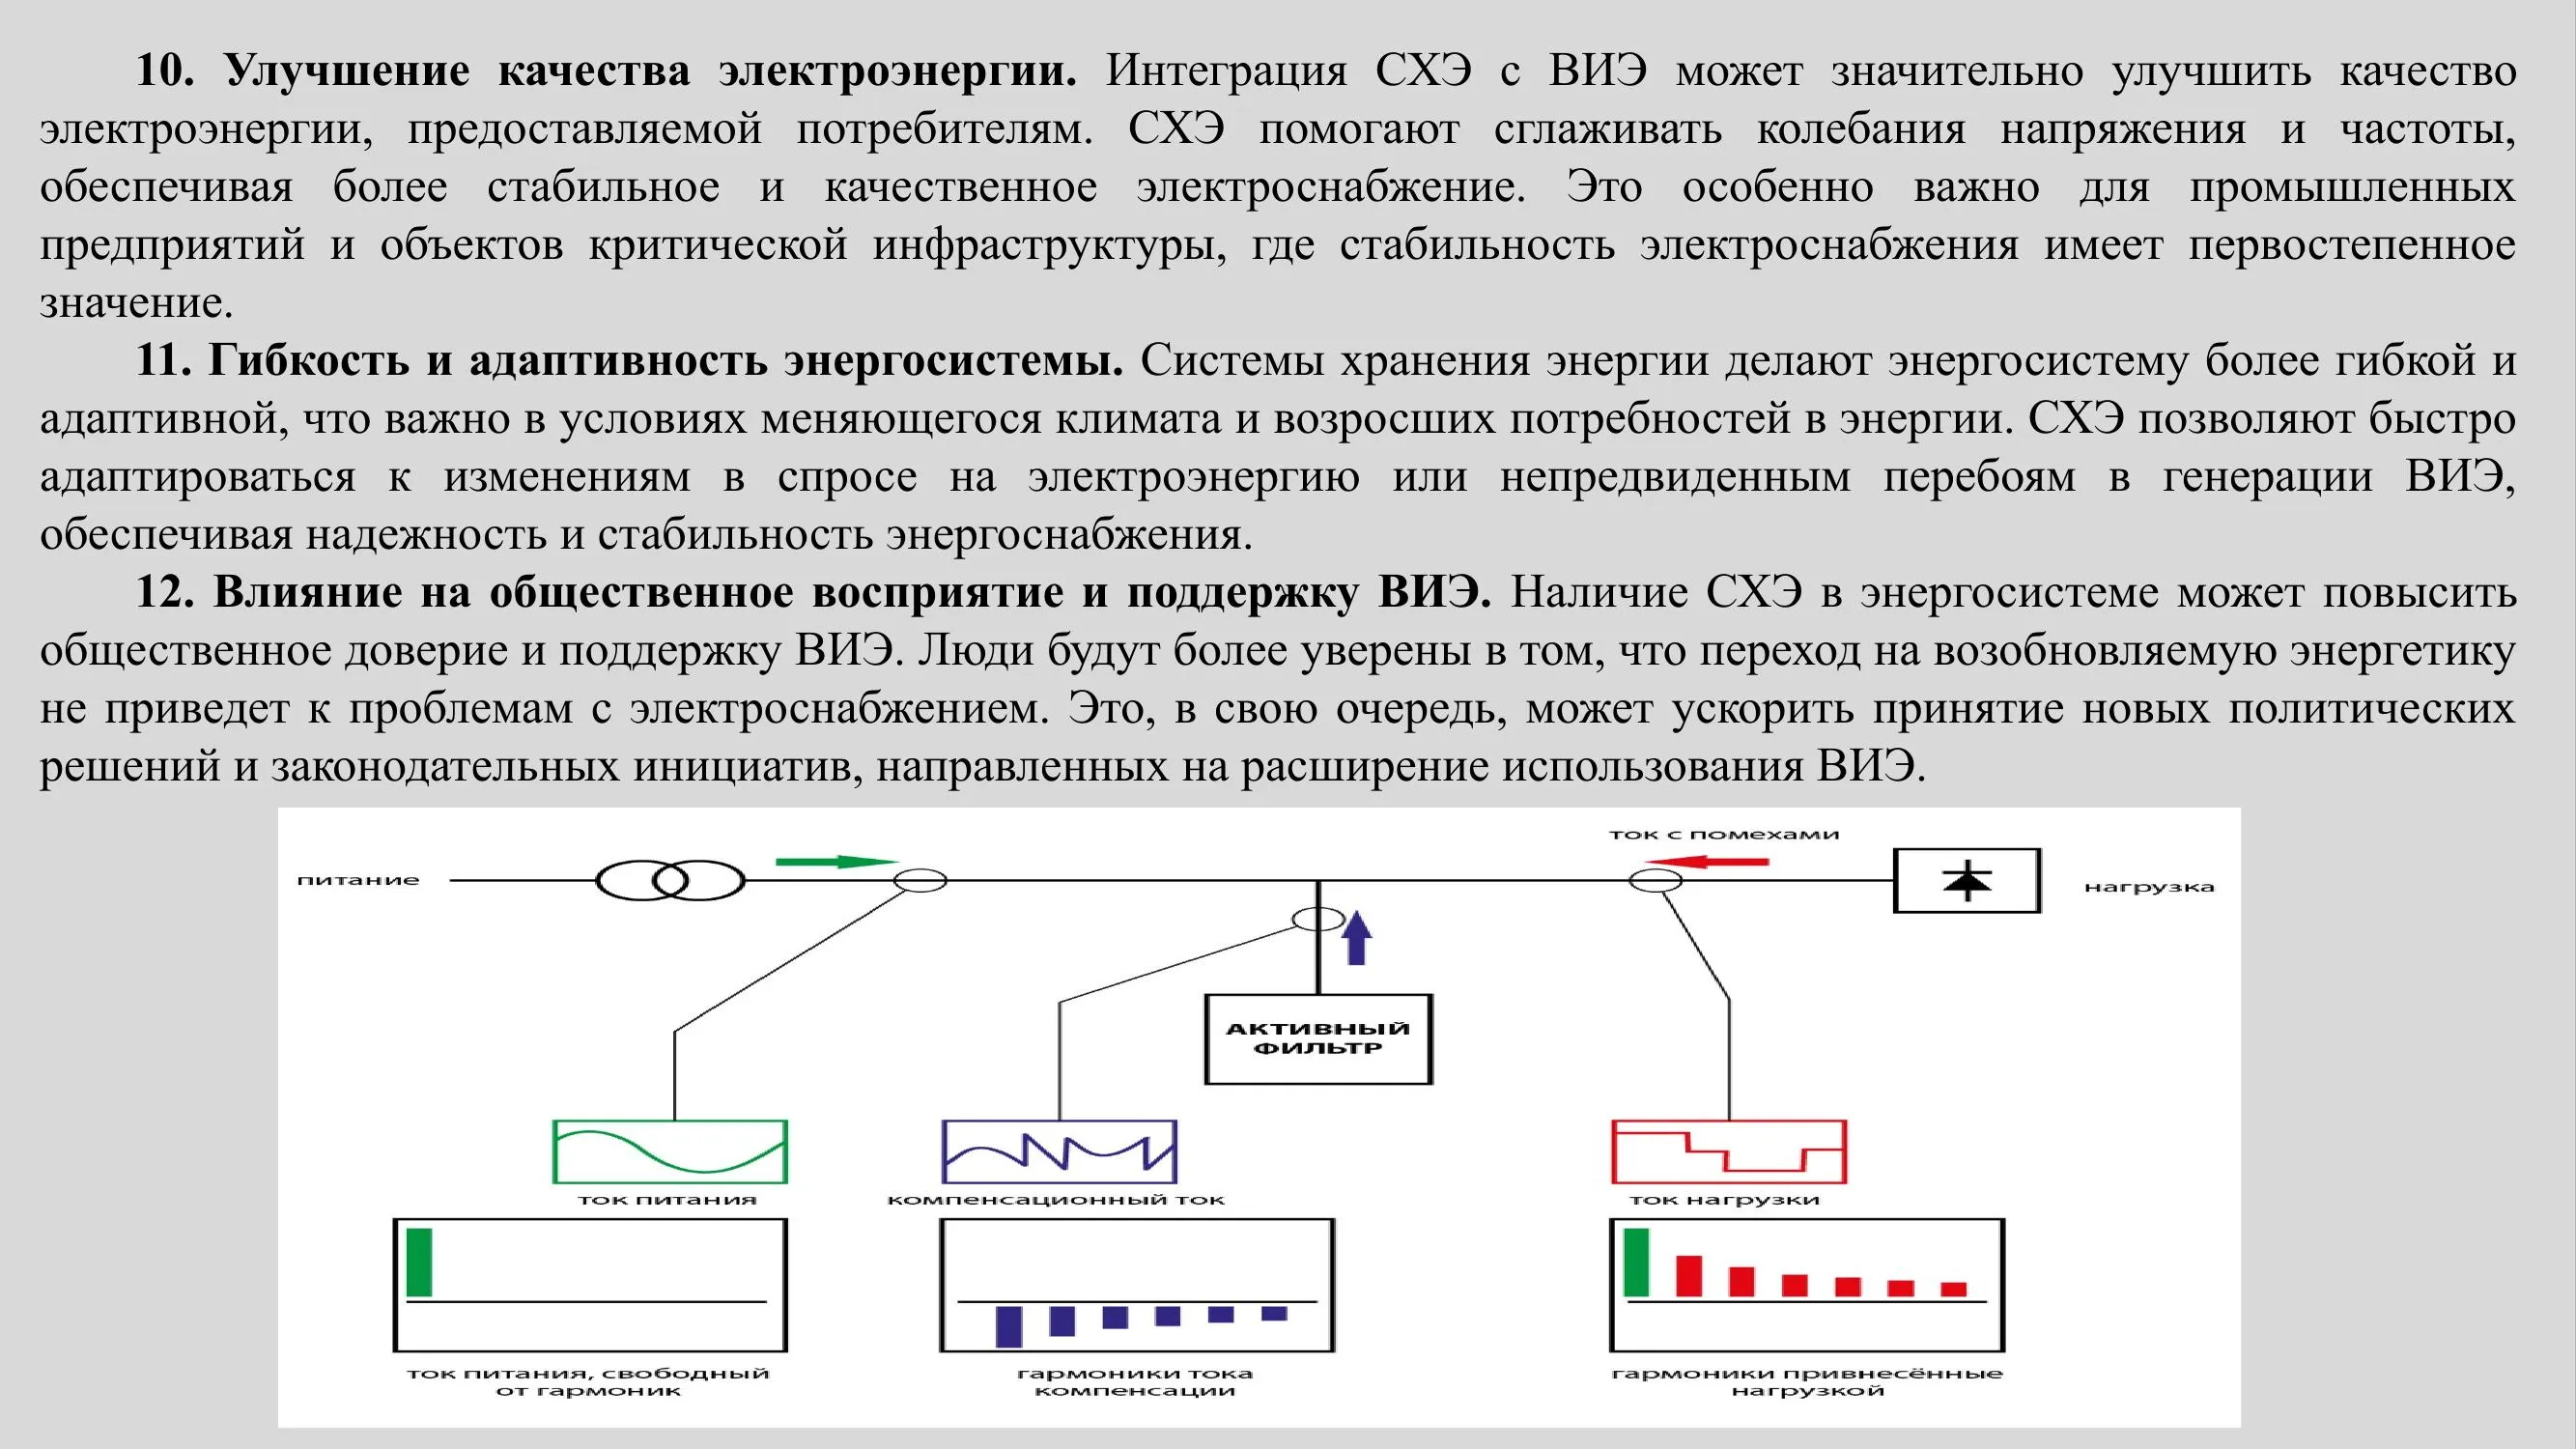 10. Улучшение качества электроэнергии. Интеграция СХЭ с ВИЭ может значительно улучшить качество
электроэнергии, предоставляемой потребителям. СХЭ помогают сглаживать колебания напряжения и частоты,
обеспечивая более стабильное и качественное электроснабжение. Это особенно важно для промышленных
предприятий и объектов критической инфраструктуры, где стабильность электроснабжения имеет первостепенное
значение.
11. Гибкость и адаптивность энергосистемы. Системы хранения энергии делают энергосистему более гибкой и
адаптивной, что важно в условиях меняющегося климата и возросших потребностей в энергии. СХЭ позволяют быстро
адаптироваться к изменениям в спросе на электроэнергию или непредвиденным перебоям в генерации ВИЭ,
обеспечивая надежность и стабильность энергоснабжения.
12. Влияние на общественное восприятие и поддержку ВИЭ. Наличие СХЭ в энергосистеме может повысить
общественное доверие и поддержку ВИЭ. Люди будут более уверены в том, что переход на возобновляемую энергетику
не приведет к проблемам с электроснабжением. Это, в свою очередь, может ускорить принятие новых политических
решений и законодательных инициатив, направленных на расширение использования ВИЭ.
ток с помехами
питание
нагрузка
АКТИВНЫЙ
ФИЛЬТР
ток питания
компенсационный ток
ток нагрузки
ток питания, свободный
от гармоник
гармоники тока
компенсации
гармоники привнесённые
нагрузкой